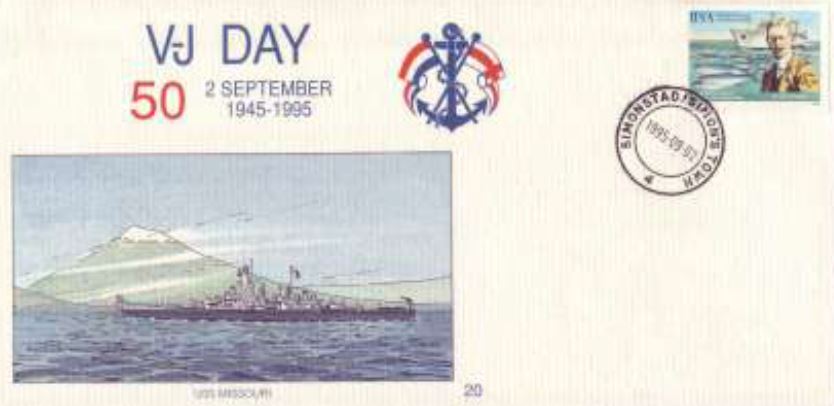 V-J DAY
50
2 SEPTEMBER
1945-1995
RSA
SIMONSTAD/SIMON'S TOWN
1995-09-02
4
USS MISSOURI
20